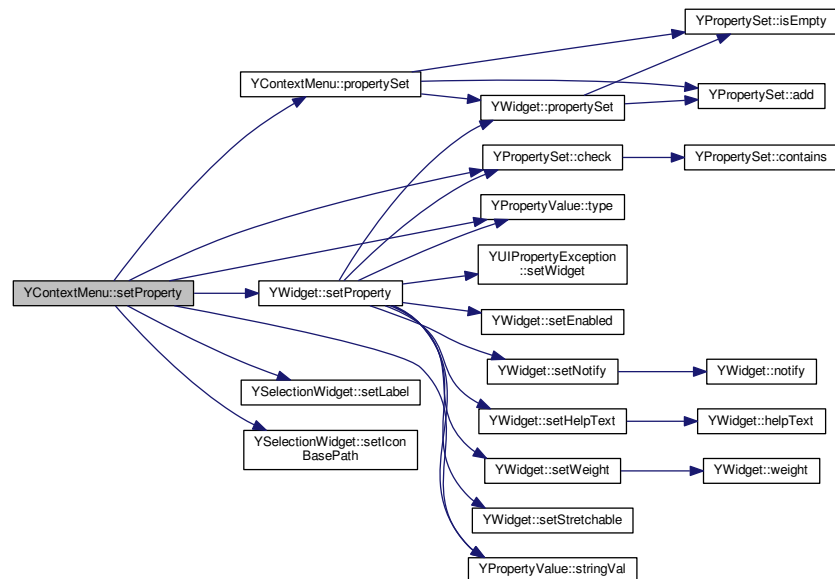 YPropertySet::isEmpty
YContextMenu::propertySet
YPropertySet::add
YWidget::propertySet
YPropertySet::check
YPropertySet::contains
YPropertyValue::type
YUIPropertyException
::setWidget
YContextMenu::setProperty
YWidget::setProperty
YWidget::setEnabled
YWidget::setNotify
YWidget::notify
YSelectionWidget::setLabel
YWidget::setHelpText
YWidget::helpText
YSelectionWidget::setIcon
BasePath
YWidget::setWeight
YWidget::weight
YWidget::setStretchable
YPropertyValue::stringVal